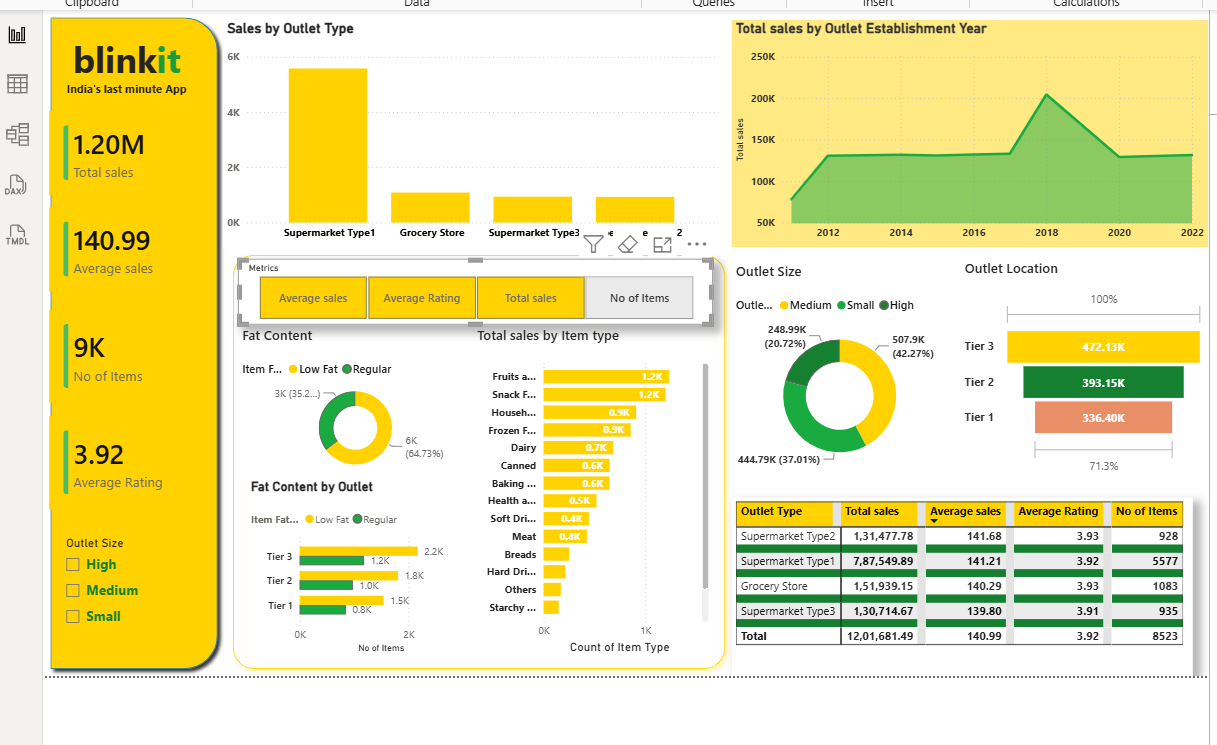 Clipboard
Data
Queries
Insert
Calculations
DAX
TMDL
blinkit
India's last minute App
1.20M
Total sales
140.99
Average sales
9K
No of Items
3.92
Average Rating
Outlet Size
High
Medium
Small
Sales by Outlet Type
6K
4K
2K
0K
Supermarket Type1
Grocery Store
Supermarket Type3
2
Total sales by Outlet Establishment Year
Total sales
250K
200K
150K
100K
50K
2012 2014 2016 2018 2020 2022
Metrics
Average sales
Average Rating
Total sales
No of Items
Fat Content
Item F... Low Fat Regular
3K (35.2...)
6K
(64.73%)
Fat Content by Outlet
Item Fat... Low Fat Regular
Tier 3 2.2K
1.2K
Tier 2 1.8K
1.0K
Tier 1 1.5K
0.8K
0K 2K
No of Items
Total sales by Item type
Fruits a... 1.2K
Snack F... 1.2K
Househ... 0.9K
Frozen F... 0.9K
Dairy 0.7K
Canned 0.6K
Baking ... 0.6K
Health a... 0.5K
Soft Dri... 0.4K
Meat 0.4K
Breads
Hard Dri...
Others
Starchy ...
0K 1K
Count of Item Type
Outlet Size
Outle... Medium Small High
248.99K
(20.72%)
507.9K
(42.27%)
444.79K (37.01%)
Outlet Location
100%
Tier 3 472.13K
Tier 2 393.15K
Tier 1 336.40K
71.3%
Outlet Type Total sales Average sales Average Rating No of Items
Supermarket Type2 1,31,477.78 141.68 3.93 928
Supermarket Type1 7,87,549.89 141.21 3.92 5577
Grocery Store 1,51,939.15 140.29 3.93 1083
Supermarket Type3 1,30,714.67 139.80 3.91 935
Total 12,01,681.49 140.99 3.92 8523